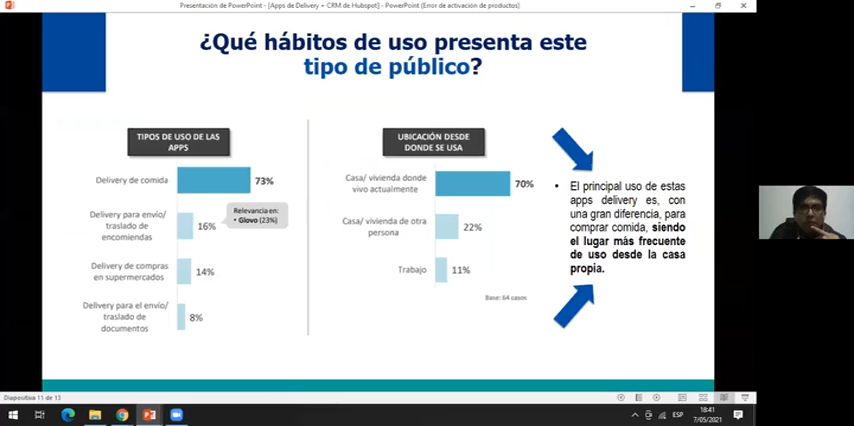 Presentación de PowerPoint - [Apps de Delivery + CRM de Hubspot] - PowerPoint (Error de activación de productos)
¿Qué hábitos de uso presenta este
tipo de público?
TIPOS DE USO DE LAS
APPS
Delivery de comida
73%
Delivery para envío/
traslado de
encomiendas
16%
Relevancia en:
• Glovo (23%)
Delivery de compras
en supermercados
14%
Delivery para el envío/
traslado de
documentos
8%
UBICACIÓN DESDE
DONDE SE USA
Casa/ vivienda donde
vivo actualmente
70%
Casa/ vivienda de otra
persona
22%
Trabajo
11%
Base: 64 casos
• El principal uso de estas
apps delivery es, con
una gran diferencia, para
comprar comida, siendo
el lugar más frecuente
de uso desde la casa
propia.
Diapositiva 11 de 13
ESP
18:41
7/05/2021